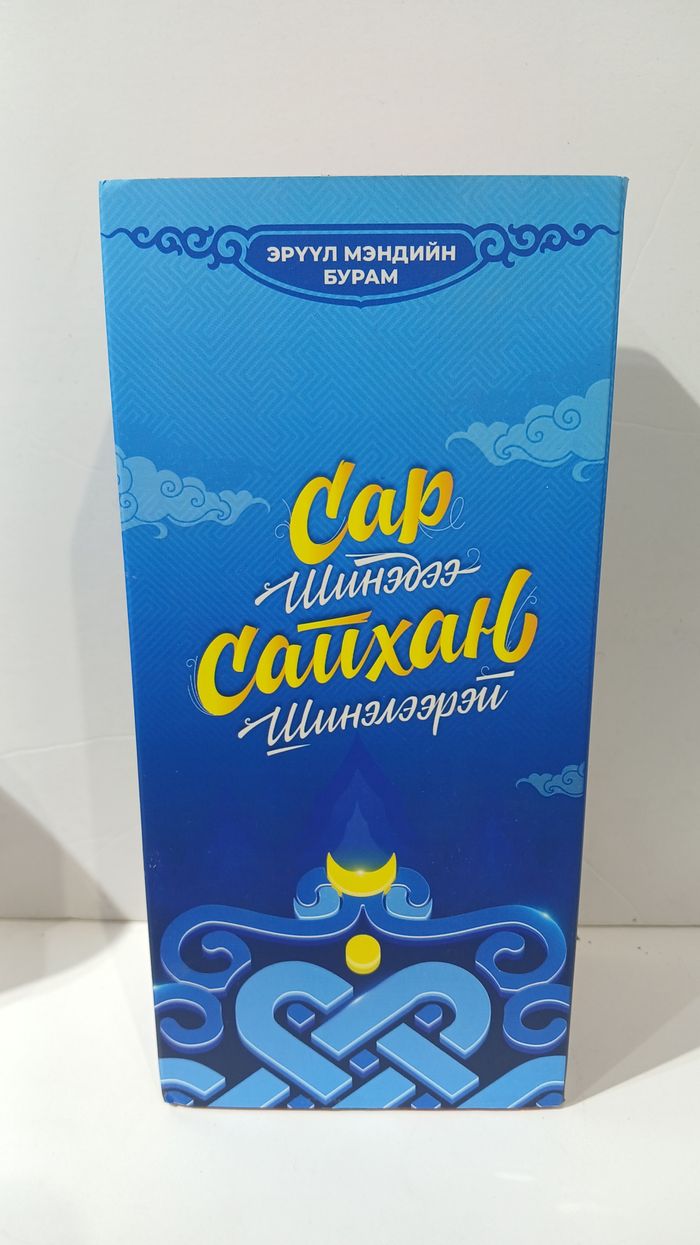 ЭРҮҮЛ МЭНДИЙН
БУРАМ
Сар
Шинэдээ
Сайхан
Шинэлээрэй